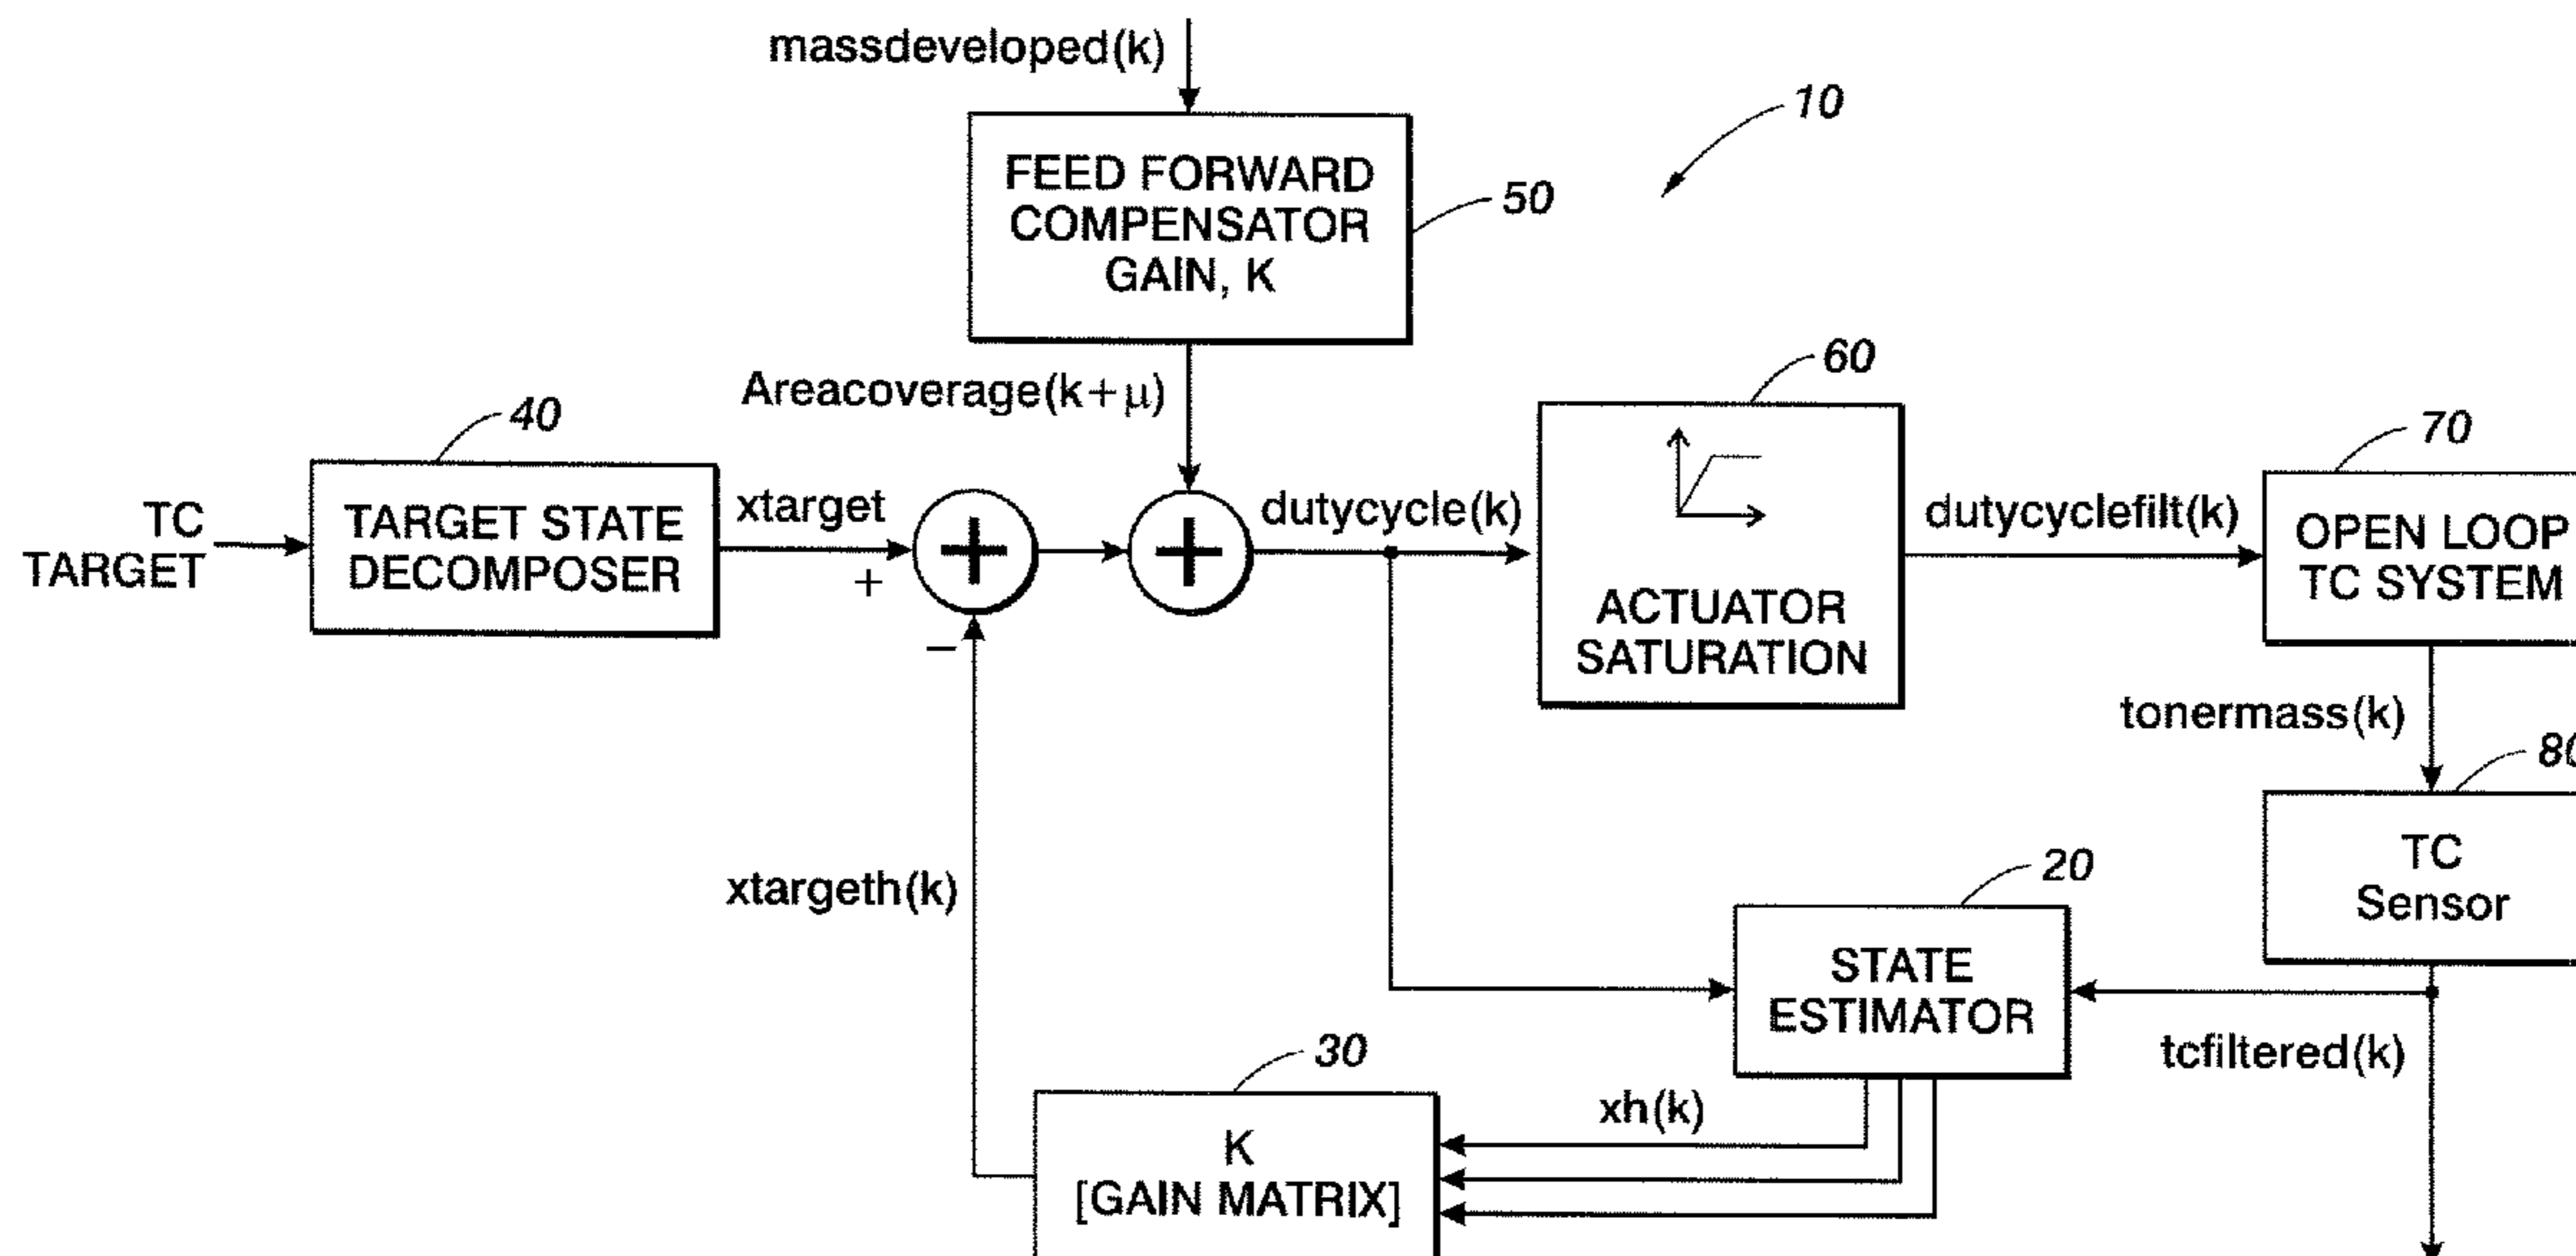 massdeveloped(k)
10
FEED FORWARD
COMPENSATOR
GAIN, K
50
Areacoverage(k+μ)
60
40
70
TC
TARGET
TARGET STATE
DECOMPOSER
xtarget
+
−
+
+
dutycycle(k)
ACTUATOR
SATURATION
dutycyclefilt(k)
OPEN LOOP
TC SYSTEM
tonermass(k)
80
TC
Sensor
xtargeth(k)
20
STATE
ESTIMATOR
tcfiltered(k)
30
xh(k)
K
[GAIN MATRIX]